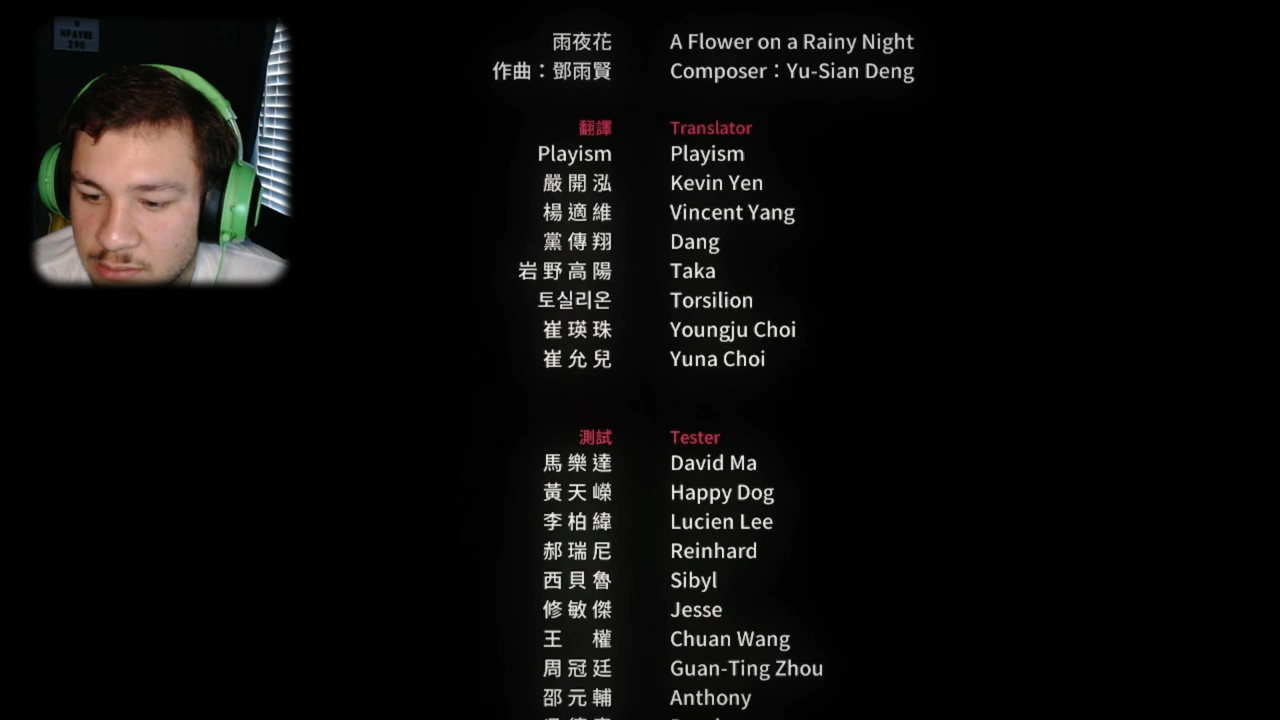 NPAYNE
290
雨夜花 A Flower on a Rainy Night
作曲：鄧雨賢 Composer：Yu-Sian Deng
翻譯 Translator
Playism Playism
嚴開泓 Kevin Yen
楊適維 Vincent Yang
黨傳翔 Dang
岩野高陽 Taka
토실리온 Torsilion
崔瑛珠 Youngju Choi
崔允兒 Yuna Choi
測試 Tester
馬樂達 David Ma
黃天嶸 Happy Dog
李柏緯 Lucien Lee
郝瑞尼 Reinhard
西貝魯 Sibyl
修敏傑 Jesse
王 權 Chuan Wang
周冠廷 Guan-Ting Zhou
邵元輔 Anthony